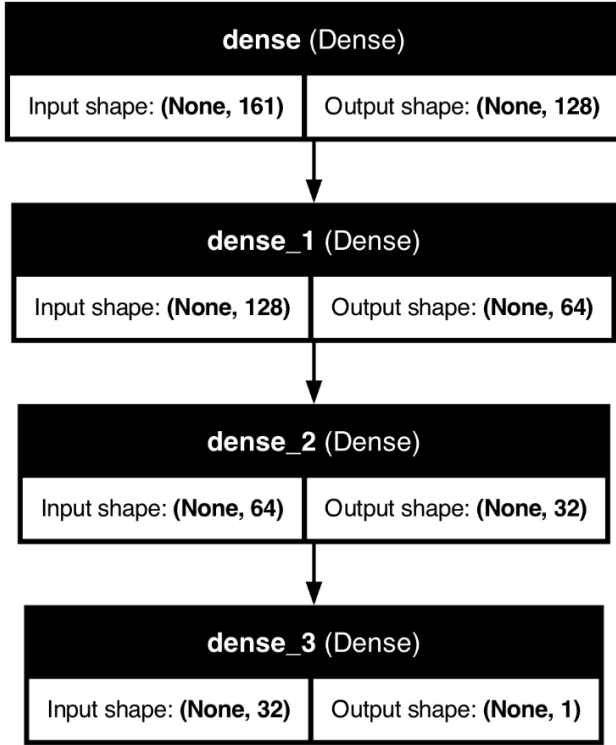 dense (Dense)
Input shape: (None, 161) Output shape: (None, 128)
dense_1 (Dense)
Input shape: (None, 128) Output shape: (None, 64)
dense_2 (Dense)
Input shape: (None, 64) Output shape: (None, 32)
dense_3 (Dense)
Input shape: (None, 32) Output shape: (None, 1)